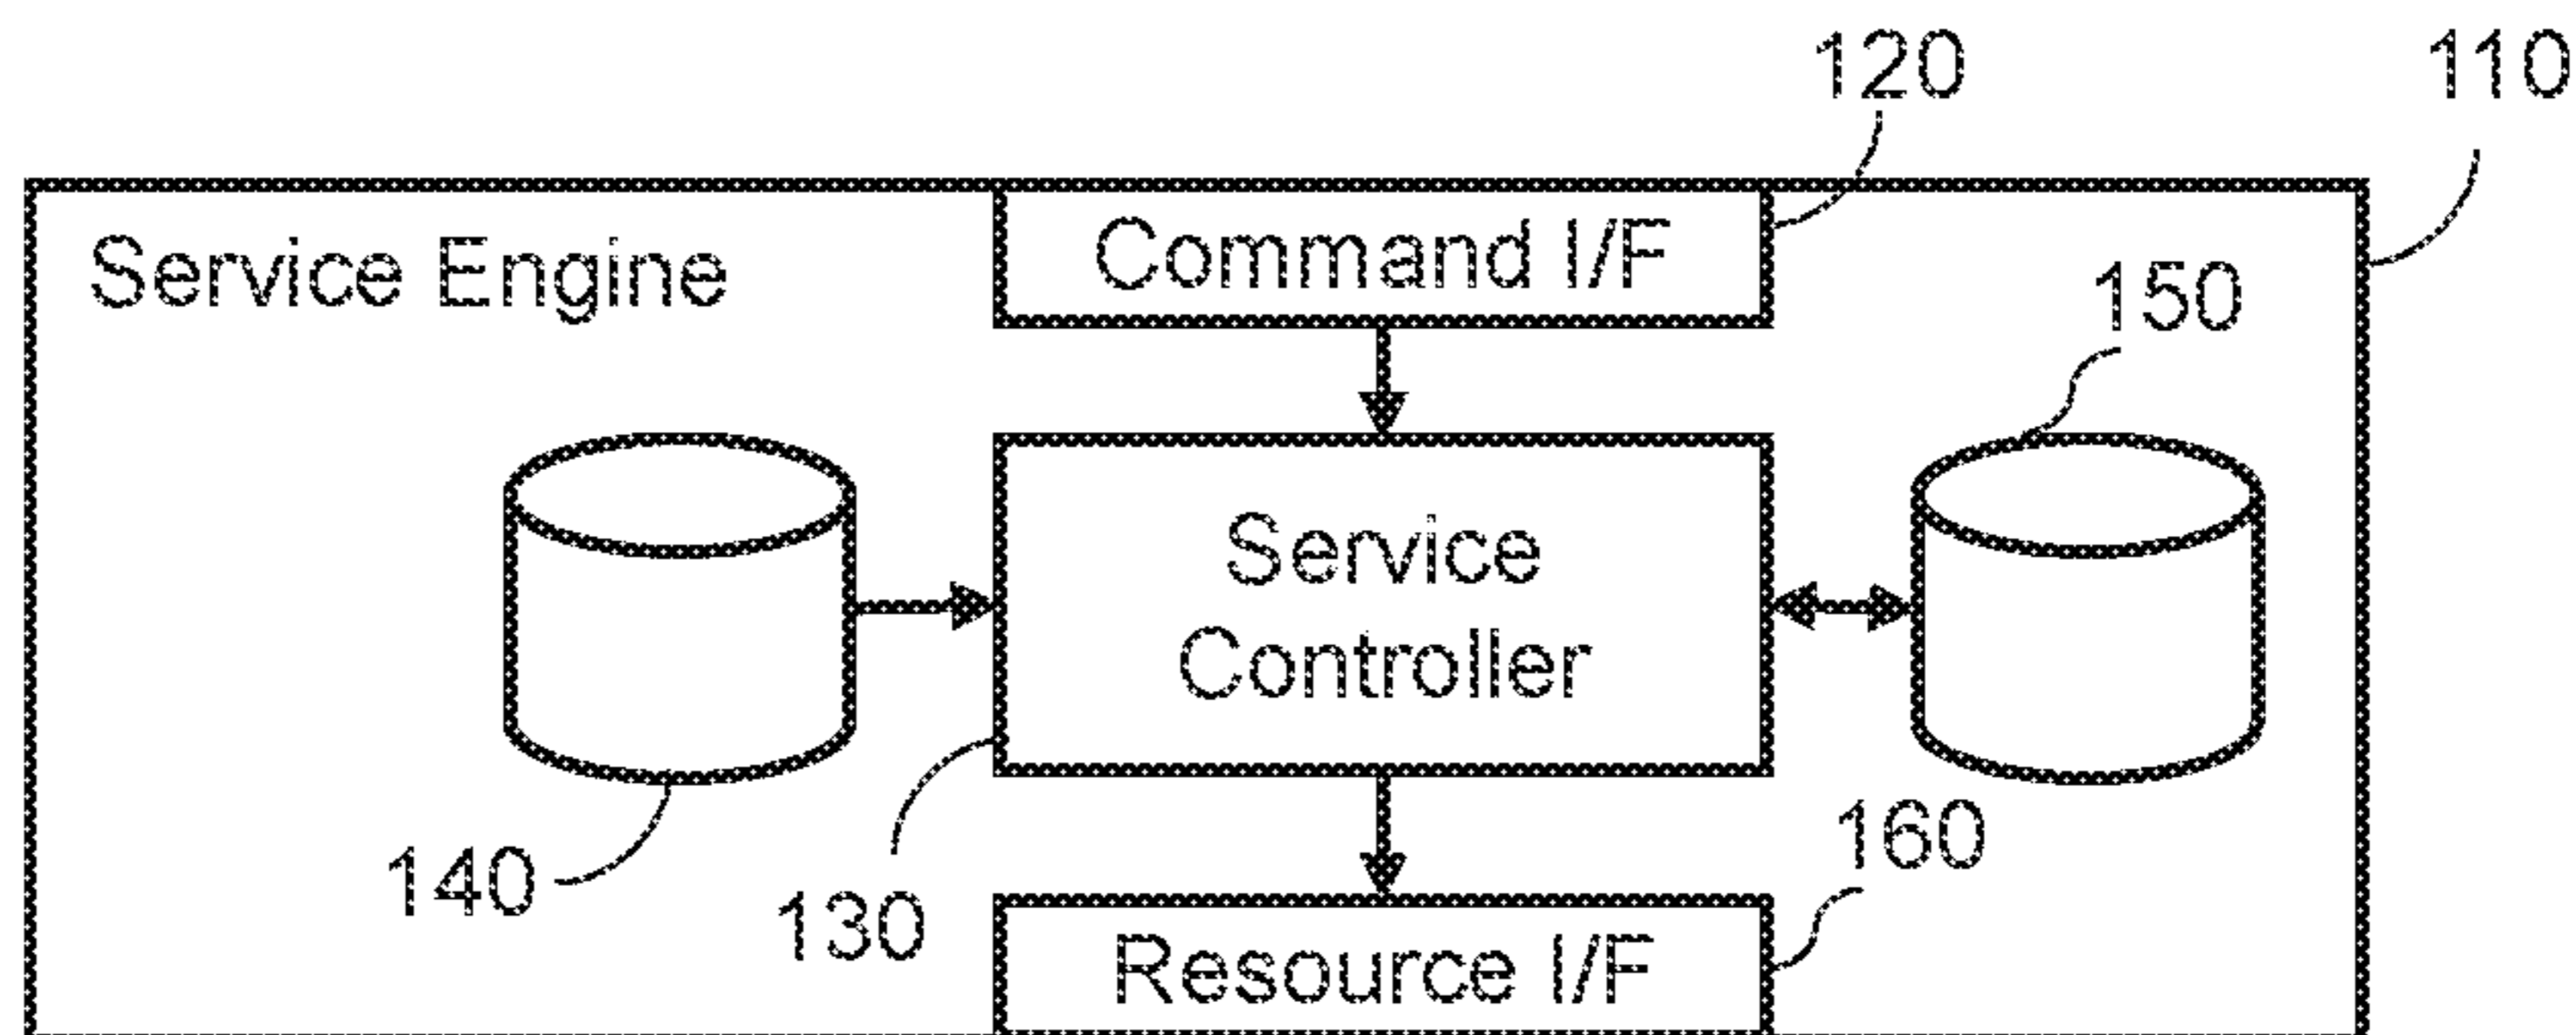 120
110
Command I/F
Service Engine
150
Service
Controller
160
140
130
Resource I/F